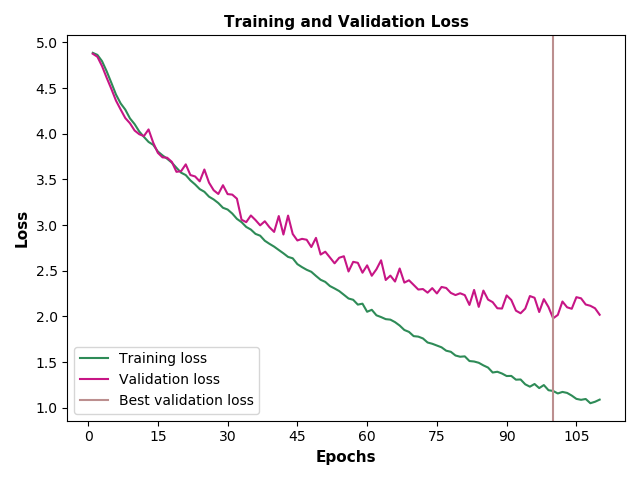 Training and Validation Loss
Loss
5.0
4.5
4.0
3.5
3.0
2.5
2.0
1.5
1.0
Training loss
Validation loss
Best validation loss
0 15 30 45 60 75 90 105
Epochs